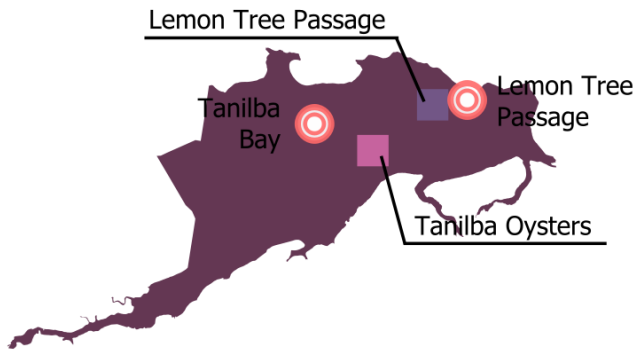 Lemon Tree Passage
Tanilba
Bay
Lemon Tree
Passage
Tanilba Oysters